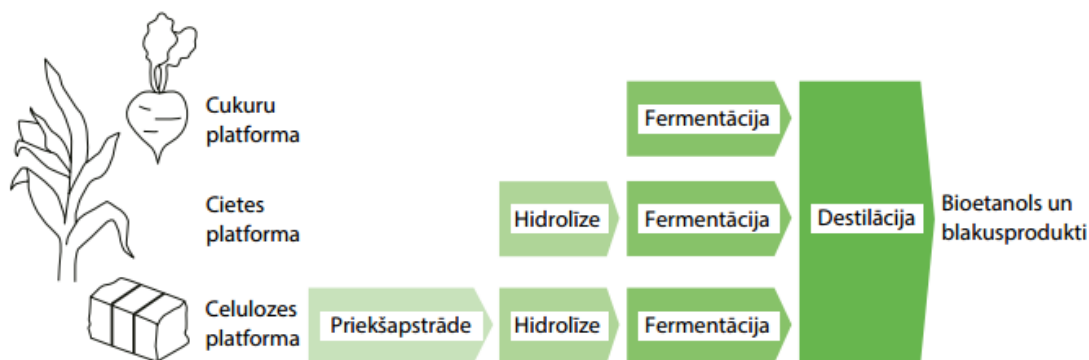 Cukuru
platforma
Fermentācija
Cietes
platforma
Hidrolīze
Fermentācija
Destilācija
Bioetanols un
blakusprodukti
Celulozes
platforma
Priekšapstrāde
Hidrolīze
Fermentācija